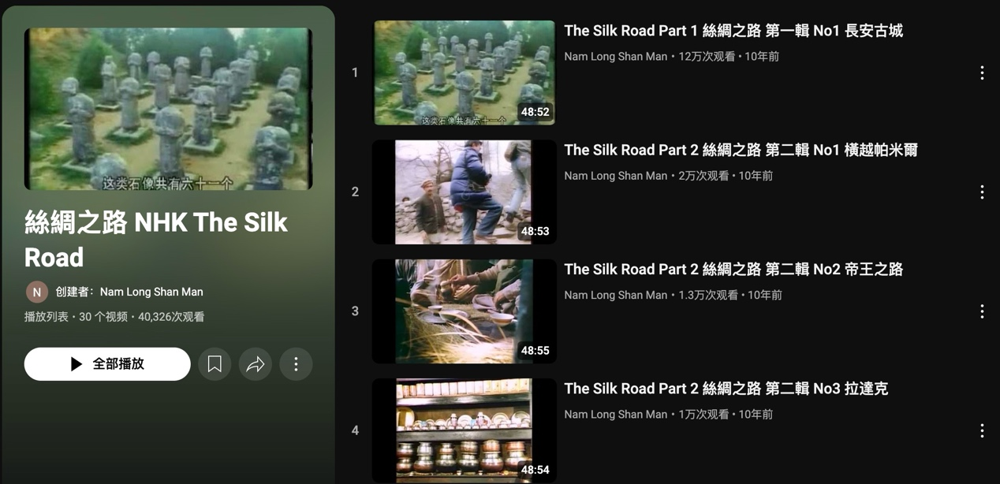 这类石像共有六十一个
絲綢之路 NHK The Silk
Road
N 创建者：Nam Long Shan Man
播放列表 • 30 个视频 • 40,326次观看
全部播放
1
这类石像共有六十一个
48:52
The Silk Road Part 1 絲綢之路 第一輯 No1 長安古城
Nam Long Shan Man • 12万次观看 • 10年前
2
48:53
The Silk Road Part 2 絲綢之路 第二輯 No1 橫越帕米爾
Nam Long Shan Man • 2万次观看 • 10年前
3
48:55
The Silk Road Part 2 絲綢之路 第二輯 No2 帝王之路
Nam Long Shan Man • 1.3万次观看 • 10年前
4
48:54
The Silk Road Part 2 絲綢之路 第二輯 No3 拉達克
Nam Long Shan Man • 1万次观看 • 10年前